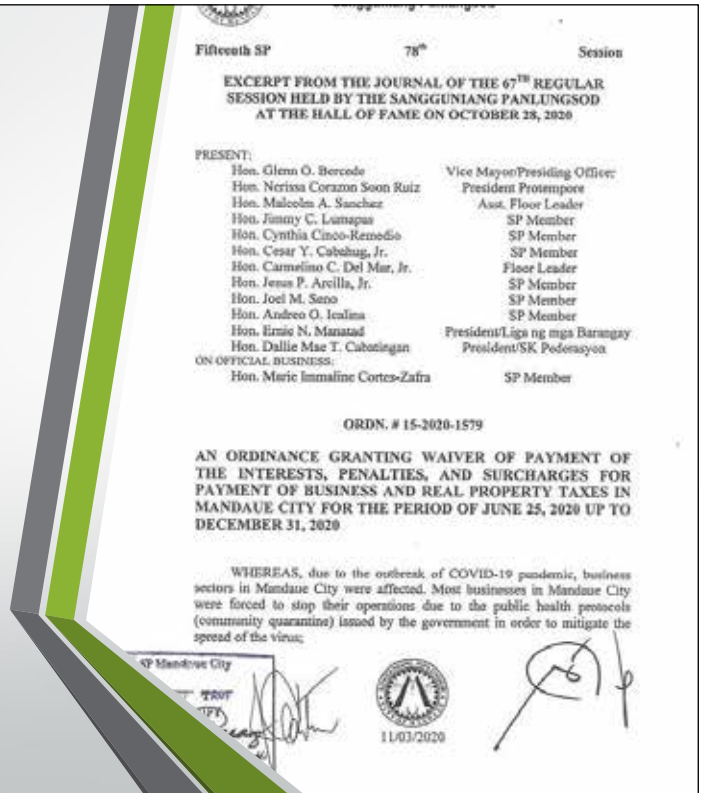 Fifteenth SP 78th Session
EXCERPT FROM THE JOURNAL OF THE 67TH REGULAR
SESSION HELD BY THE SANGGUNIANG PANLUNGSOD
AT THE HALL OF FAME ON OCTOBER 28, 2020
PRESENT:
Hon. Glenn O. Bercede Vice Mayor/Presiding Officer
Hon. Nerissa Corazon Soon Ruiz President Protempore
Hon. Malcolm A. Sanchez Asst. Floor Leader
Hon. Jimmy C. Lumapas SP Member
Hon. Cynthia Cinco-Remedio SP Member
Hon. Cesar Y. Cabahug, Jr. SP Member
Hon. Carmelino C. Del Mar, Jr. Floor Leader
Hon. Jesus P. Arcilla, Jr. SP Member
Hon. Joel M. Seno SP Member
Hon. Andreo O. Icalina SP Member
Hon. Ernie N. Manatad President/Liga ng mga Barangay
Hon. Dallie Mae T. Cabatingan President/SK Pederasyon
ON OFFICIAL BUSINESS:
Hon. Marie Immaline Cortes-Zafra SP Member
ORDN. # 15-2020-1579
AN ORDINANCE GRANTING WAIVER OF PAYMENT OF
THE INTERESTS, PENALTIES, AND SURCHARGES FOR
PAYMENT OF BUSINESS AND REAL PROPERTY TAXES IN
MANDAUE CITY FOR THE PERIOD OF JUNE 25, 2020 UP TO
DECEMBER 31, 2020
WHEREAS, due to the outbreak of COVID-19 pandemic, business
sectors in Mandaue City were affected. Most businesses in Mandaue City
were forced to stop their operations due to the public health protocols
(community quarantine) issued by the government in order to mitigate the
spread of the virus;
SP Mandaue City
11/03/2020